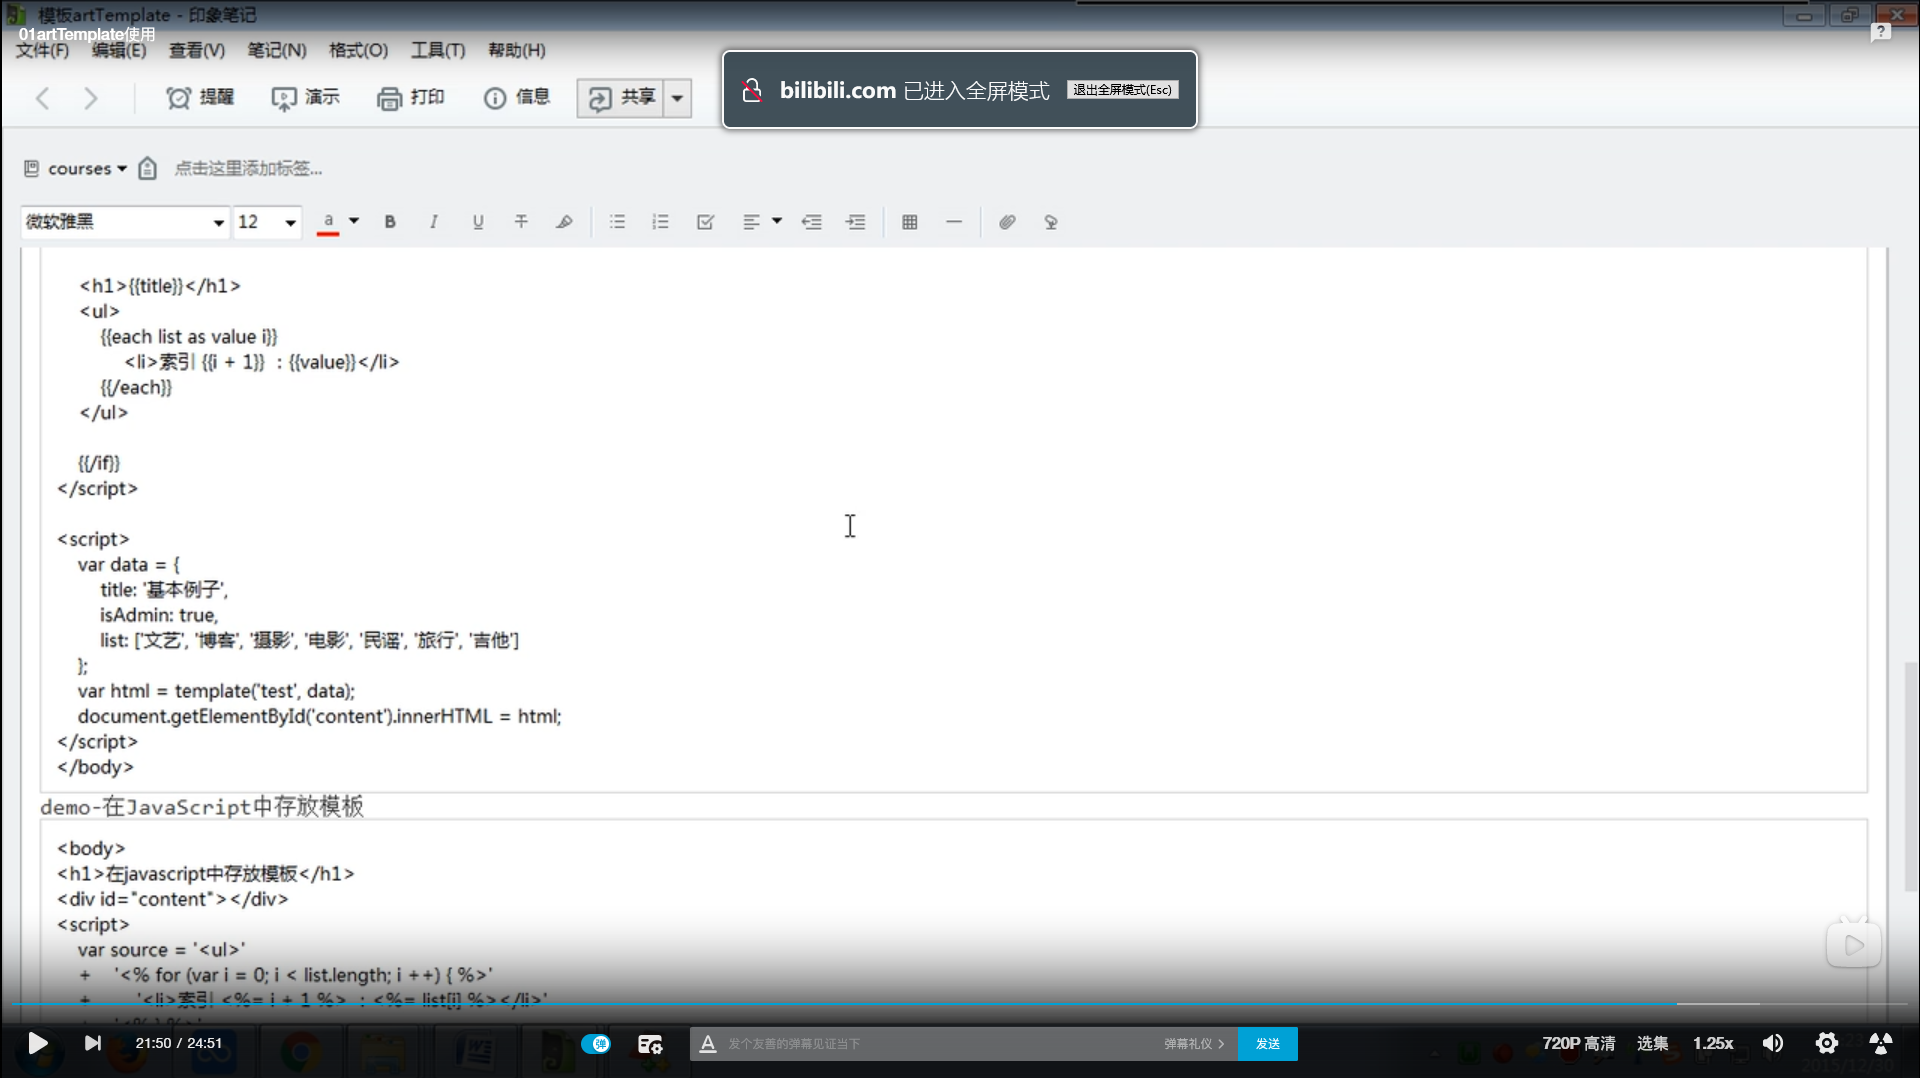 模板artTemplate - 印象笔记
01artTemplate使用
文件(F) 编辑(E) 查看(V) 笔记(N) 格式(O) 工具(T) 帮助(H)
提醒 演示 打印 信息 共享
bilibili.com 已进入全屏模式 退出全屏模式(Esc)
courses 点击这里添加标签...
微软雅黑 12 a B I U T
<h1>{{title}}</h1>
<ul>
{{each list as value i}}
<li>索引 {{i + 1}} ：{{value}}</li>
{{/each}}
</ul>
{{/if}}
</script>
<script>
var data = {
title: '基本例子',
isAdmin: true,
list: ['文艺', '博客', '摄影', '电影', '民谣', '旅行', '吉他']
};
var html = template('test', data);
document.getElementById('content').innerHTML = html;
</script>
</body>
demo-在JavaScript中存放模板
<body>
<h1>在javascript中存放模板</h1>
<div id="content"></div>
<script>
var source = '<ul>'
+ '<% for (var i = 0; i < list.length; i ++) { %>'
+ '<li>索引 <%= i + 1 %> ：<%= list[i] %></li>'
21:50 / 24:51 弹 A 发个友善的弹幕见证当下 弹幕礼仪 > 发送 720P 高清 选集 1.25x